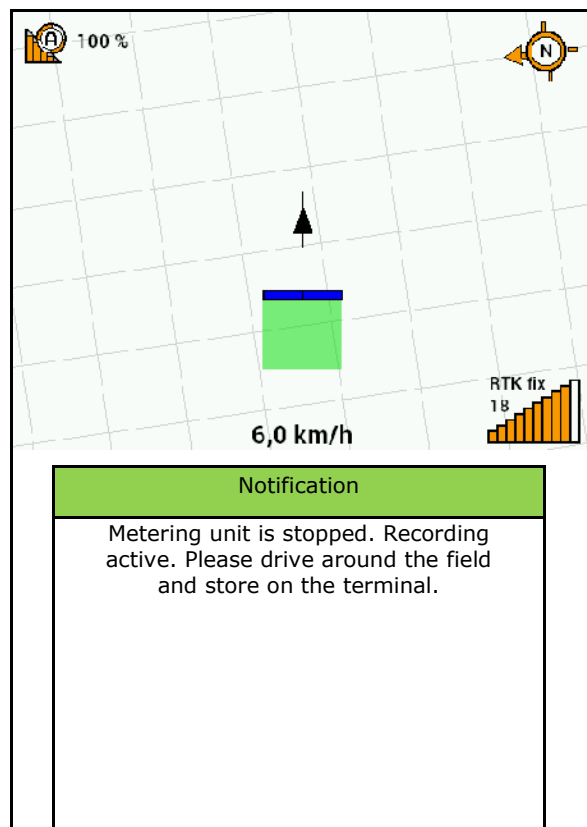 A 100 %
N
RTK fix
18
6,0 km/h
Notification
Metering unit is stopped. Recording
active. Please drive around the field
and store on the terminal.